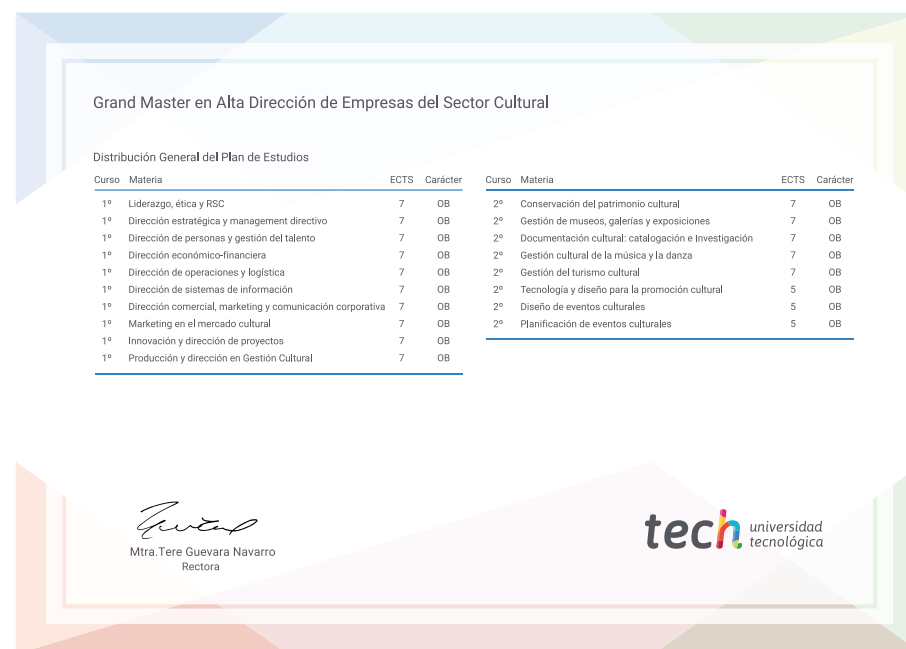 Grand Master en Alta Dirección de Empresas del Sector Cultural
Distribución General del Plan de Estudios
Curso Materia ECTS Carácter
1º Liderazgo, ética y RSC 7 OB
1º Dirección estratégica y management directivo 7 OB
1º Dirección de personas y gestión del talento 7 OB
1º Dirección económico-financiera 7 OB
1º Dirección de operaciones y logística 7 OB
1º Dirección de sistemas de información 7 OB
1º Dirección comercial, marketing y comunicación corporativa 7 OB
1º Marketing en el mercado cultural 7 OB
1º Innovación y dirección de proyectos 7 OB
1º Producción y dirección en Gestión Cultural 7 OB
Curso Materia ECTS Carácter
2º Conservación del patrimonio cultural 7 OB
2º Gestión de museos, galerías y exposiciones 7 OB
2º Documentación cultural: catalogación e Investigación 7 OB
2º Gestión cultural de la música y la danza 7 OB
2º Gestión del turismo cultural 7 OB
2º Tecnología y diseño para la promoción cultural 5 OB
2º Diseño de eventos culturales 5 OB
2º Planificación de eventos culturales 5 OB
Mtra.Tere Guevara Navarro
Rectora
tech universidad
tecnológica